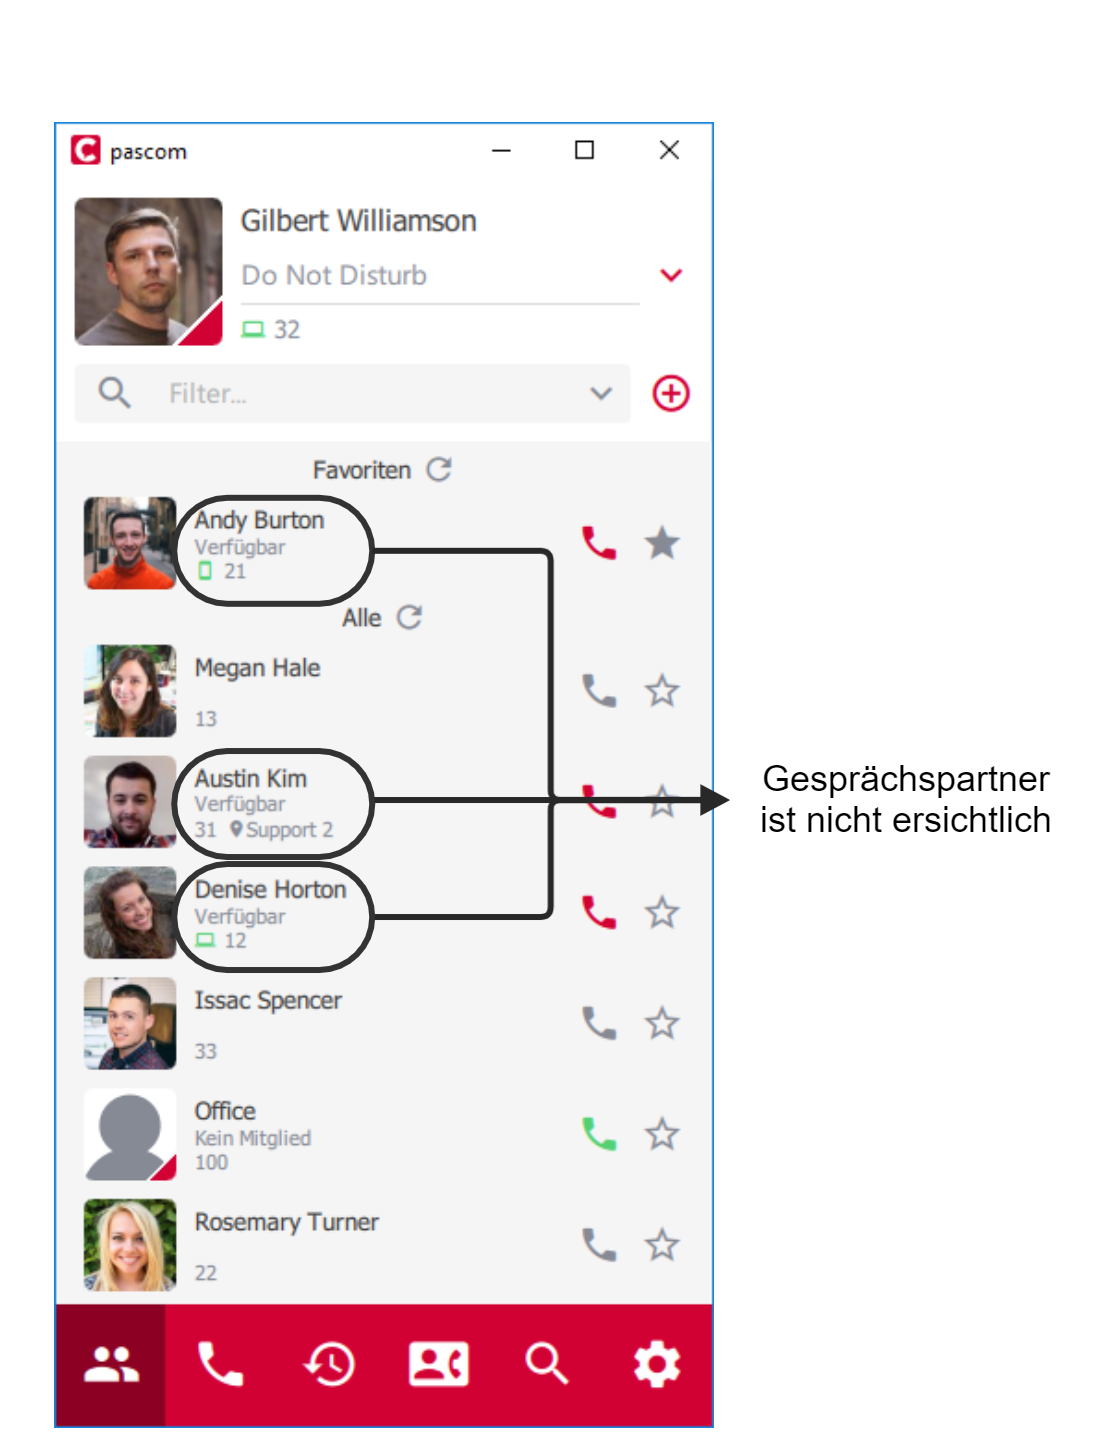 pascom
Gilbert Williamson
Do Not Disturb
32
Filter...
Favoriten
Andy Burton
Verfügbar
21
Alle
Megan Hale
13
Austin Kim
Verfügbar
31 Support 2
Denise Horton
Verfügbar
12
Issac Spencer
33
Office
Kein Mitglied
100
Rosemary Turner
22
Gesprächspartner
ist nicht ersichtlich